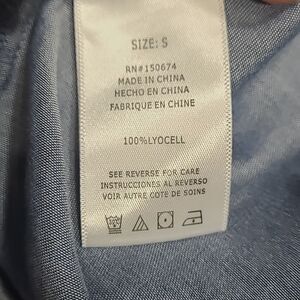 SIZE: S
RN#150674
MADE IN CHINA
HECHO EN CHINA
FABRIQUE EN CHINE
100%LYOCELL
SEE REVERSE FOR CARE
INSTRUCCIONES AL REVERSO
VOIR AUTRE COTE DE SOINS